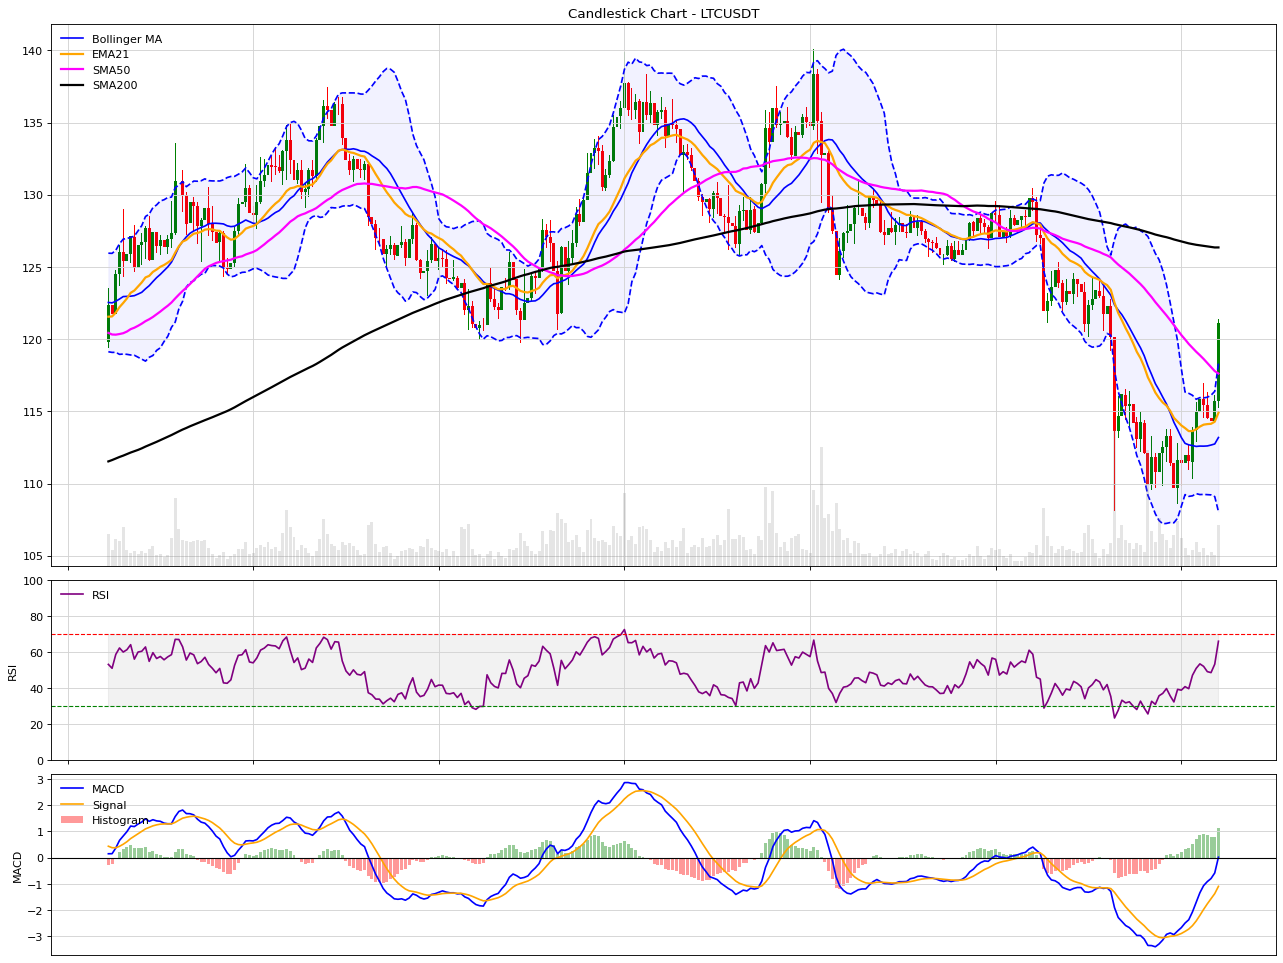 Candlestick Chart - LTCUSDT
Bollinger MA
EMA21
SMA50
SMA200
140
135
130
125
120
115
110
105
RSI
100
80
60
40
20
0
RSI
MACD
Signal
Histogram
3
2
1
0
−1
−2
−3
MACD